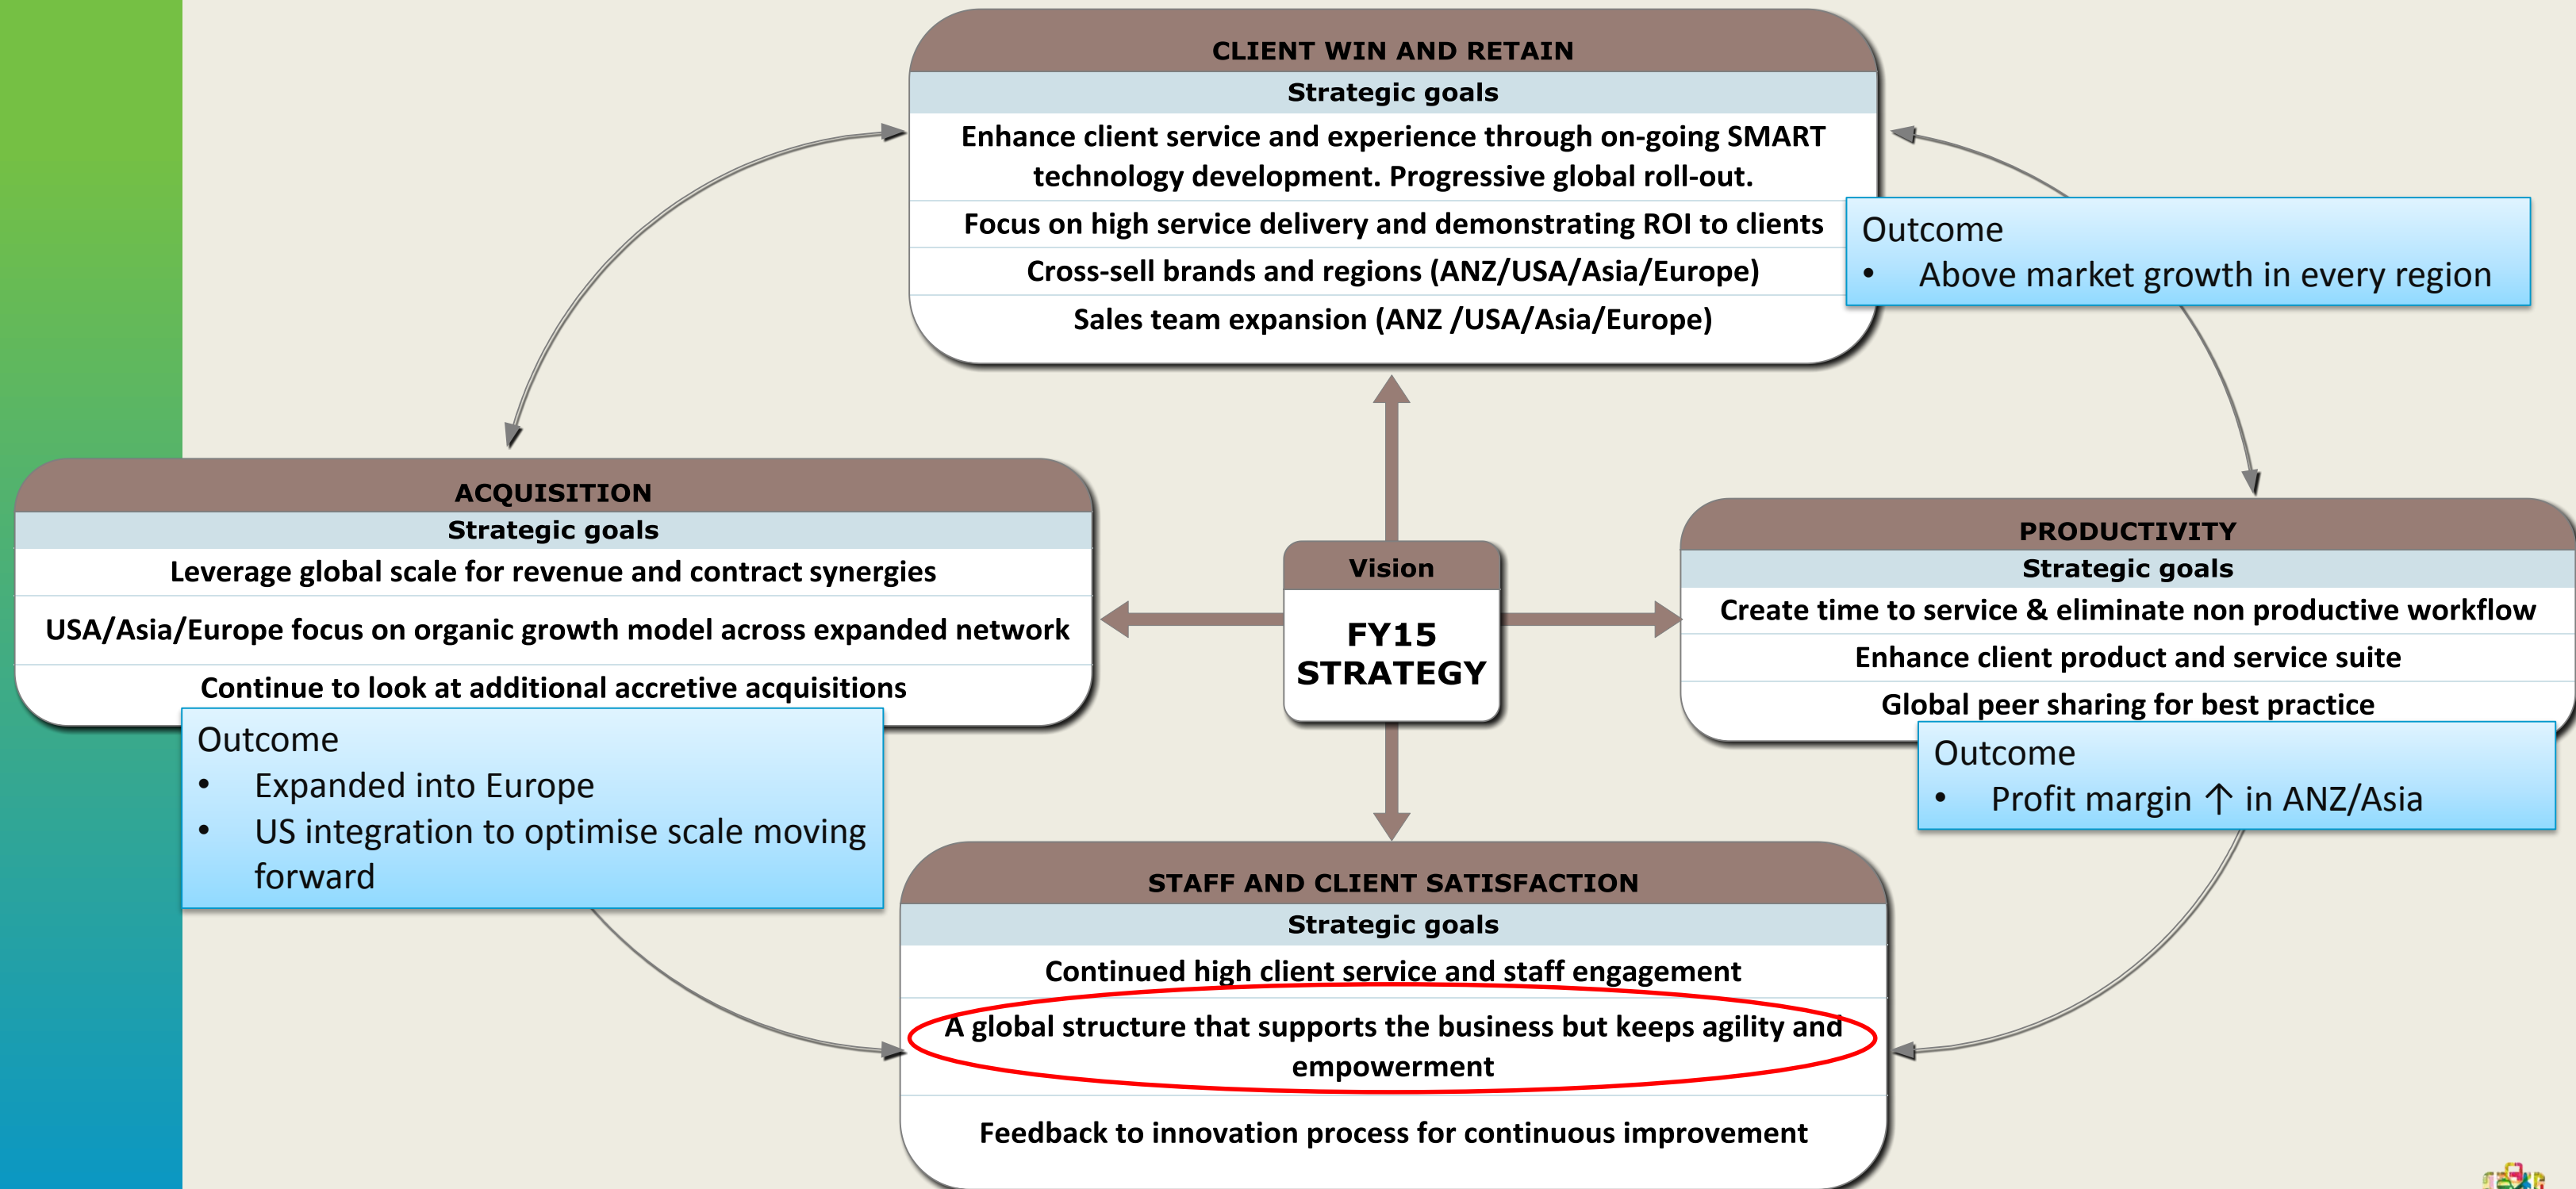 CLIENT WIN AND RETAIN
Strategic goals
Enhance client service and experience through on-going SMART
technology development. Progressive global roll-out.
Focus on high service delivery and demonstrating ROI to clients
Cross-sell brands and regions (ANZ/USA/Asia/Europe)
Sales team expansion (ANZ /USA/Asia/Europe)
Outcome
• Above market growth in every region
ACQUISITION
Strategic goals
Leverage global scale for revenue and contract synergies
USA/Asia/Europe focus on organic growth model across expanded network
Continue to look at additional accretive acquisitions
Outcome
• Expanded into Europe
• US integration to optimise scale moving
forward
Vision
FY15
STRATEGY
PRODUCTIVITY
Strategic goals
Create time to service & eliminate non productive workflow
Enhance client product and service suite
Global peer sharing for best practice
Outcome
• Profit margin ↑ in ANZ/Asia
STAFF AND CLIENT SATISFACTION
Strategic goals
Continued high client service and staff engagement
A global structure that supports the business but keeps agility and
empowerment
Feedback to innovation process for continuous improvement